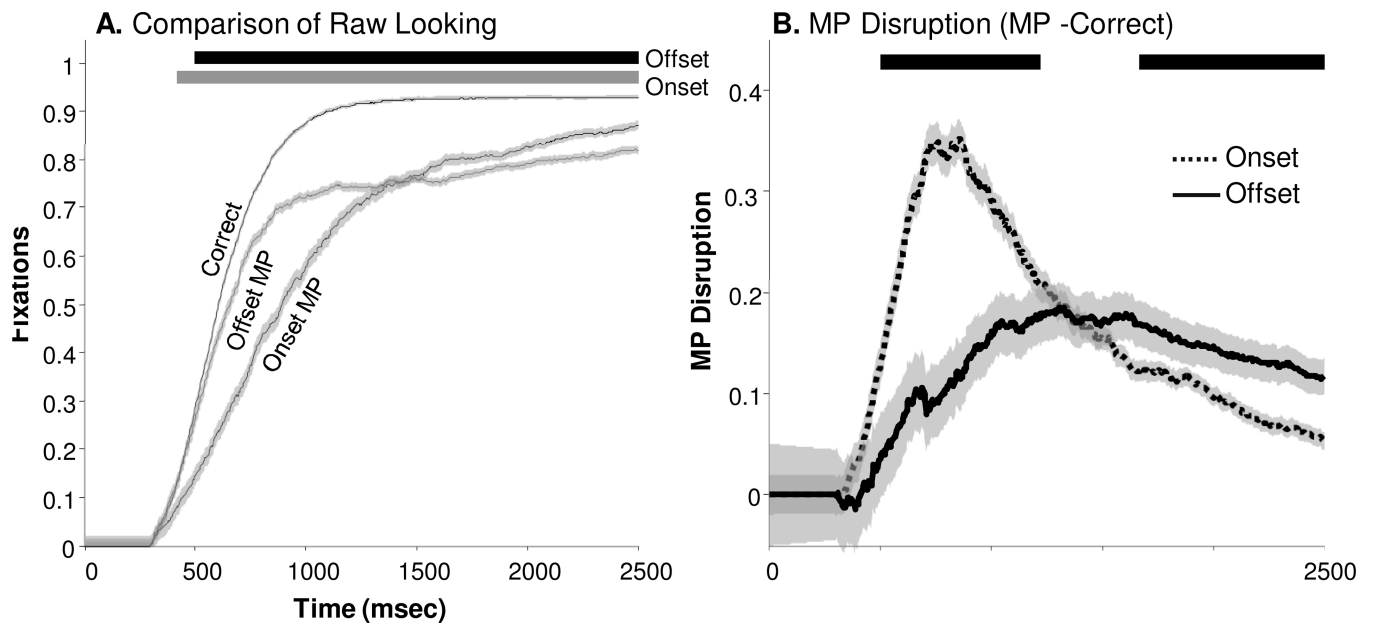 A. Comparison of Raw Looking
Offset
Onset
1
0.9
0.8
0.7
0.6
0.5
0.4
0.3
0.2
0.1
0
Fixations
Correct
Offset MP
Onset MP
0
500
1000
1500
2000
2500
Time (msec)
B. MP Disruption (MP -Correct)
0.4
0.3
0.2
0.1
0
MP Disruption
Onset
Offset
0
2500